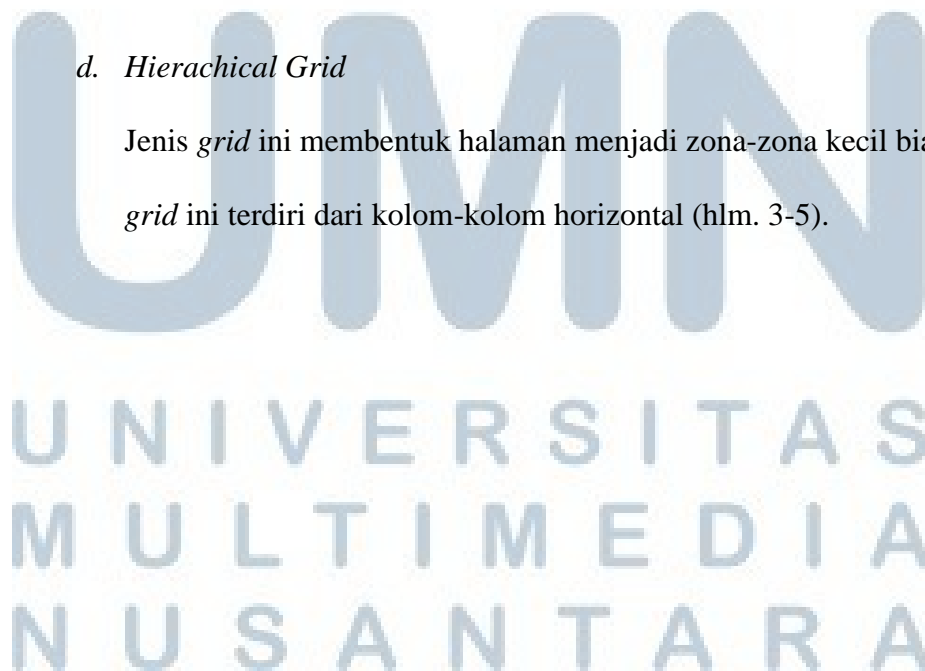 UMN
d. Hierachical Grid
Jenis grid ini membentuk halaman menjadi zona-zona kecil
grid ini terdiri dari kolom-kolom horizontal (hlm. 3-5).
UNIVERSITAS
MULTIMEDIA
NUSANTARA